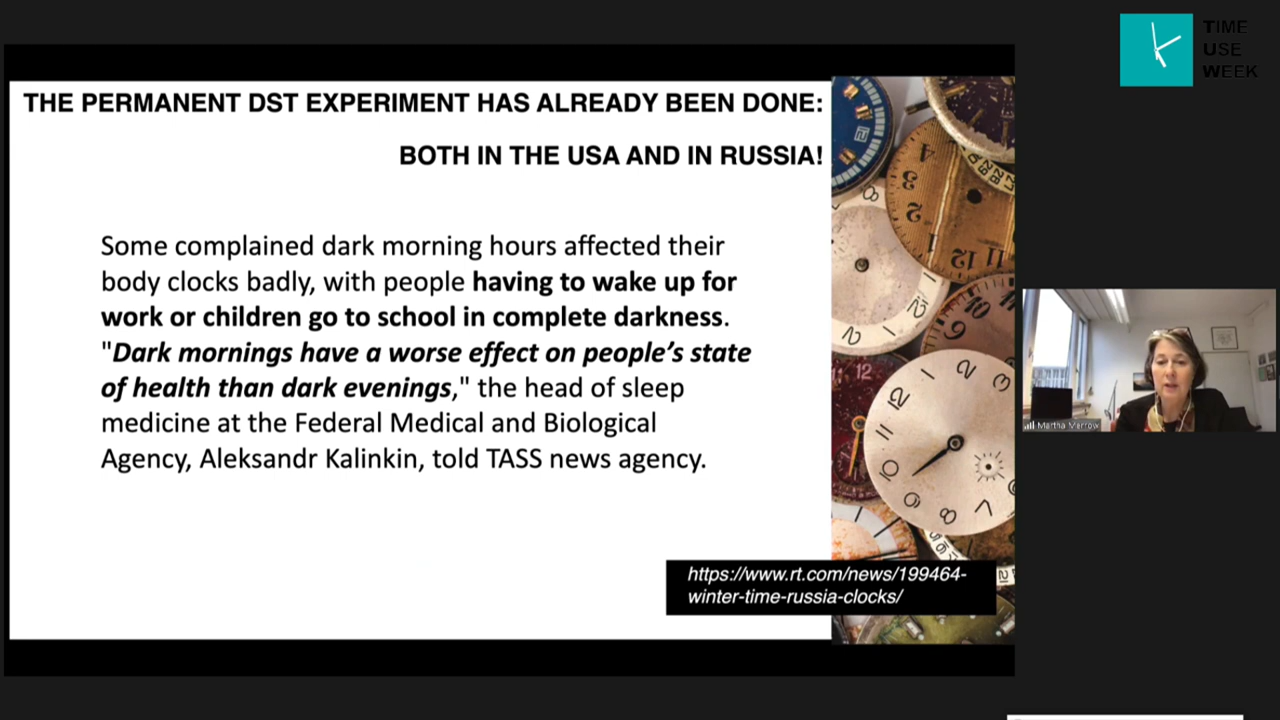 TIME
USE
WEEK
THE PERMANENT DST EXPERIMENT HAS ALREADY BEEN DONE:
BOTH IN THE USA AND IN RUSSIA!
Some complained dark morning hours affected their
body clocks badly, with people having to wake up for
work or children go to school in complete darkness.
"Dark mornings have a worse effect on people’s state
of health than dark evenings," the head of sleep
medicine at the Federal Medical and Biological
Agency, Aleksandr Kalinkin, told TASS news agency.
https://www.rt.com/news/199464-
winter-time-russia-clocks/
Martha Merrow